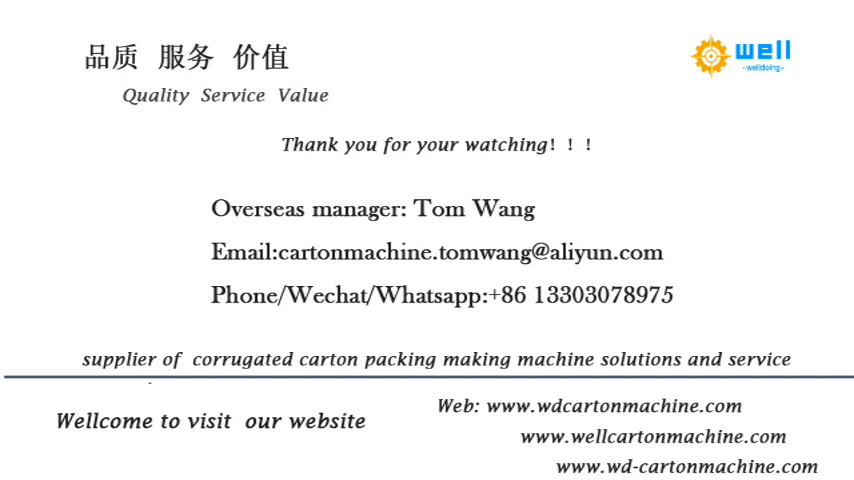 品质 服务 价值
Quality Service Value
well
-welldoing-
Thank you for your watching！！！
Overseas manager: Tom Wang
Email:cartonmachine.tomwang@aliyun.com
Phone/Wechat/Whatsapp:+86 13303078975
supplier of corrugated carton packing making machine solutions and service
Wellcome to visit our website
Web: www.wdcartonmachine.com
www.wellcartonmachine.com
www.wd-cartonmachine.com